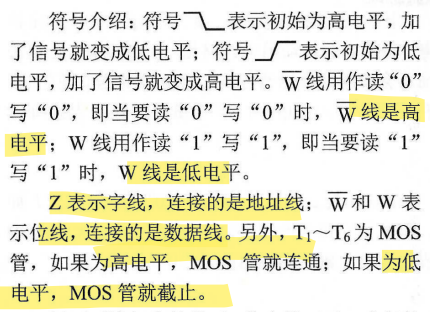 符号介绍：符号表示初始为高电平，加
了信号就变成低电平；符号表示初始为低
电平，加了信号就变成高电平。W̅ 线用作读“0”
写“0”，即当要读“0”写“0”时，W̅ 线是高
电平；W 线用作读“1”写“1”，即当要读“1”
写“1”时，W 线是低电平。
Z 表示字线，连接的是地址线；W̅ 和 W 表
示位线，连接的是数据线。另外，T₁～T₆ 为 MOS
管，如果为高电平，MOS 管就连通；如果为低
电平，MOS 管就截止。